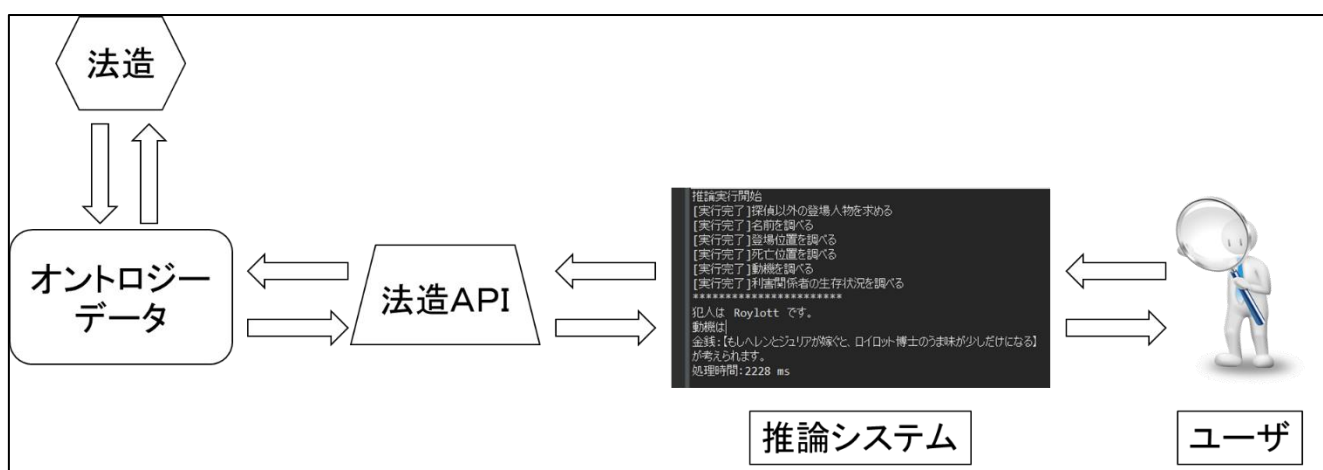 法造
オントロジー
データ
法造API
推論実行開始
[実行完了]探偵以外の登場人物を求める
[実行完了]名前を調べる
[実行完了]登場位置を調べる
[実行完了]死亡位置を調べる
[実行完了]動機を調べる
[実行完了]利害関係者の生存状況を調べる
***********************
犯人は Roylott です。
動機は
金銭:【もしヘレンとジュリアが嫁ぐと、ロイロット博士のうま味が少しだけになる】
が考えられます。
処理時間:2228 ms
推論システム
ユーザ